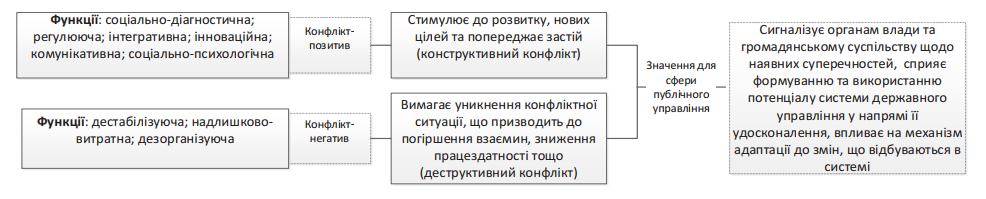 Функції: соціально-діагностична;
регулююча; інтегративна; інноваційна;
комунікативна; соціально-психологічна
Конфлікт-
позитив
Стимулює до розвитку, нових
цілей та попереджає застій
(конструктивний конфлікт)
Функції: дестабілізуюча; надлишково-
витратна; дезорганізуюча
Конфлікт-
негатив
Вимагає уникнення конфліктної
ситуації, що призводить до
погіршення взаємин, зниження
працездатності тощо
(деструктивний конфлікт)
Значення для
сфери
публічного
управління
Сигналізує органам влади та
громадянському суспільству щодо
наявних суперечностей, сприяє
формуванню та використанню
потенціалу системи державного
управління у напрямі її
удосконалення, впливає на механізм
адаптації до змін, що відбуваються в
системі